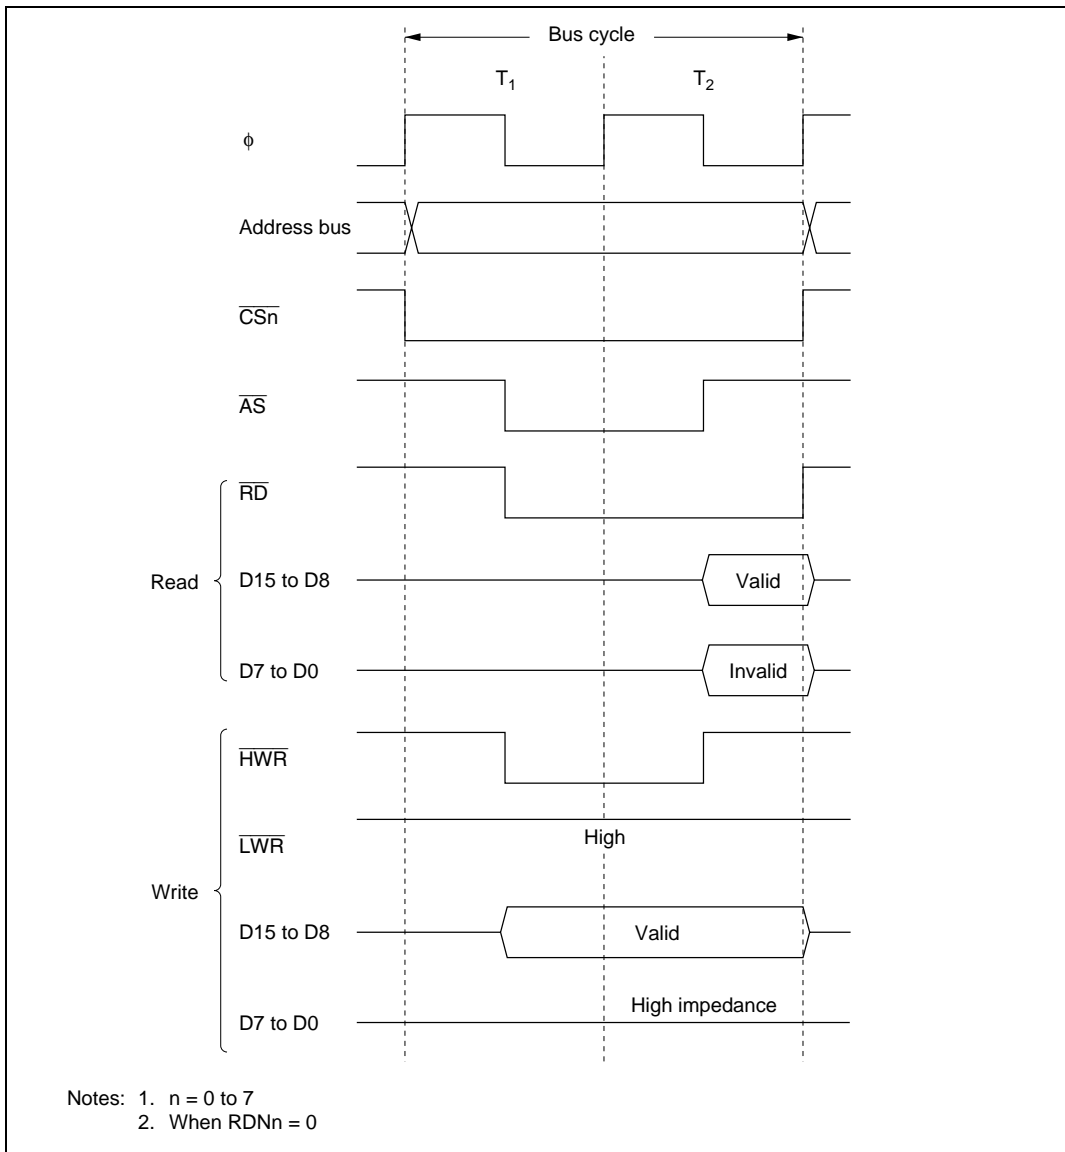 Bus cycle
T1 T2
ϕ
Address bus
CSn
AS
RD
Read
D15 to D8 Valid
D7 to D0 Invalid
HWR
LWR High
Write
D15 to D8 Valid
D7 to D0 High impedance
Notes: 1. n = 0 to 7
2. When RDNn = 0